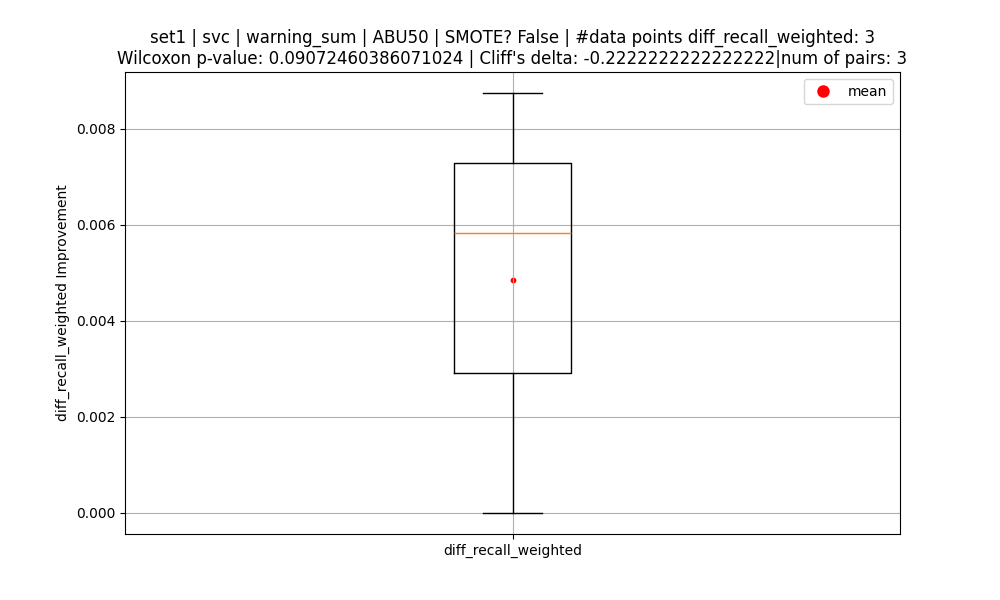 set1 | svc | warning_sum | ABU50 | SMOTE? False | #data points diff_recall_weighted: 3
Wilcoxon p-value: 0.09072460386071024 | Cliff's delta: -0.2222222222222222|num of pairs: 3
mean
0.008
0.006
0.004
0.002
0.000
diff_recall_weighted Improvement
diff_recall_weighted